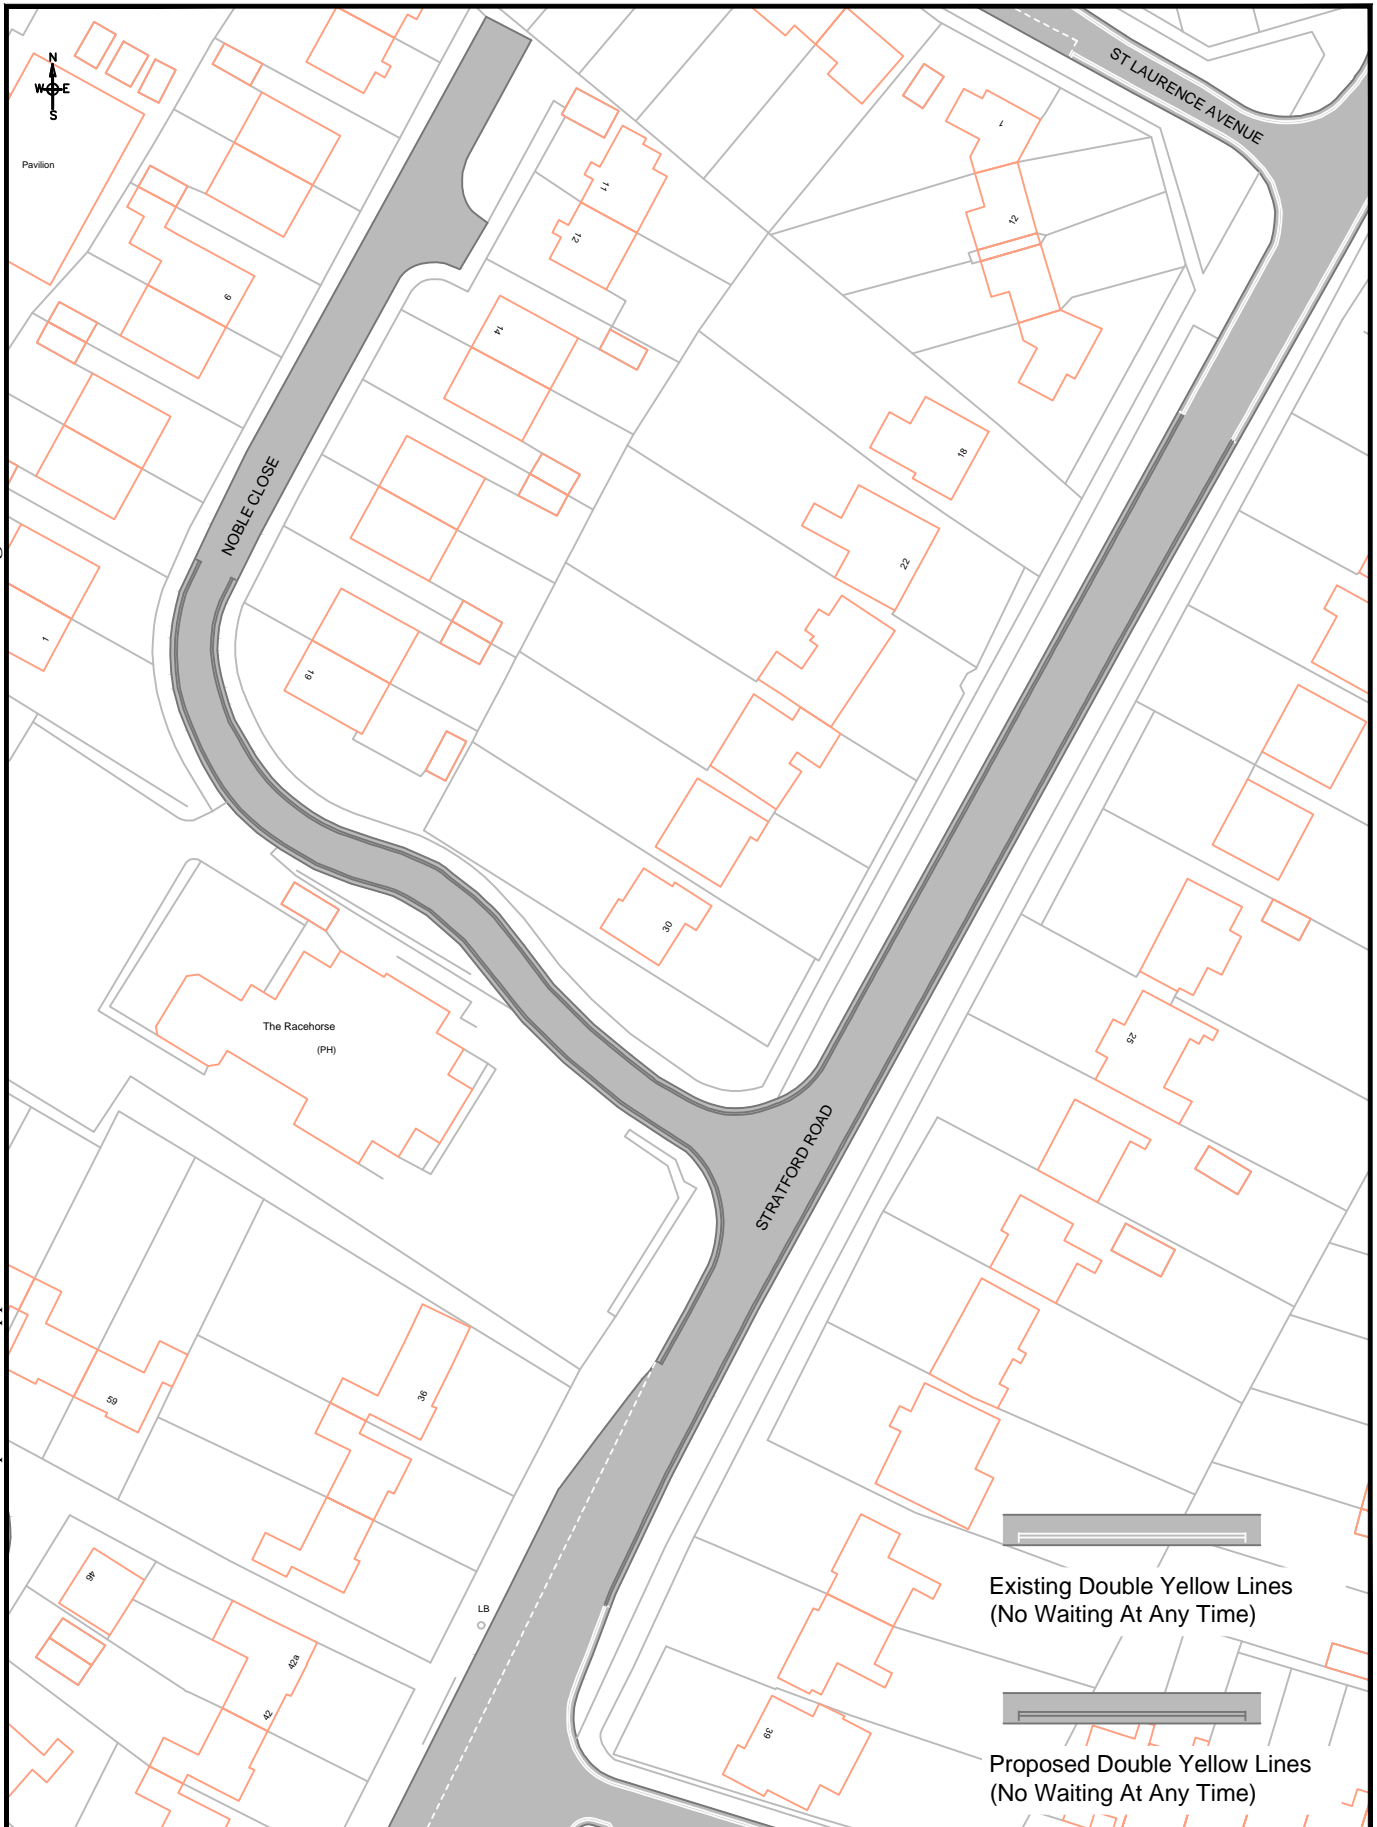 N
W E
S
ST LAURENCE AVENUE
1
Pavilion
11
12
12
9
14
18
NOBLE CLOSE
22
1
19
30
The Racehorse
(PH)
25
STRATFORD ROAD
36
59
46
LB
42a
42
39
Existing Double Yellow Lines
(No Waiting At Any Time)
Proposed Double Yellow Lines
(No Waiting At Any Time)